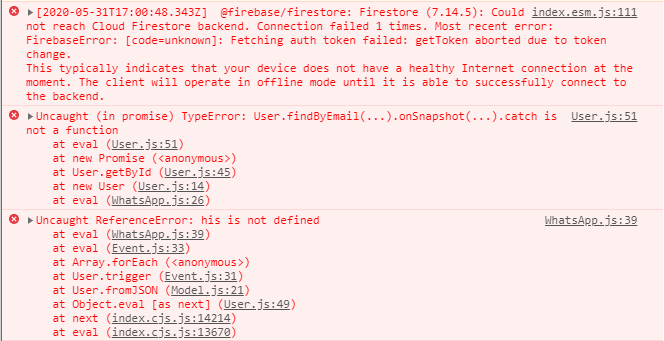 [2020-05-31T17:00:48.343Z]  @firebase/firestore: Firestore (7.14.5): Could index.esm.js:111
not reach Cloud Firestore backend. Connection failed 1 times. Most recent error:
FirebaseError: [code=unknown]: Fetching auth token failed: getToken aborted due to token
change.
This typically indicates that your device does not have a healthy Internet connection at the
moment. The client will operate in offline mode until it is able to successfully connect to
the backend.
Uncaught (in promise) TypeError: User.findByEmail(...).onSnapshot(...).catch is User.js:51
not a function
at eval (User.js:51)
at new Promise (<anonymous>)
at User.getById (User.js:45)
at new User (User.js:14)
at eval (WhatsApp.js:26)
Uncaught ReferenceError: his is not defined WhatsApp.js:39
at eval (WhatsApp.js:39)
at eval (Event.js:33)
at Array.forEach (<anonymous>)
at User.trigger (Event.js:31)
at User.fromJSON (Model.js:21)
at Object.eval [as next] (User.js:49)
at next (index.cjs.js:14214)
at eval (index.cjs.js:13670)